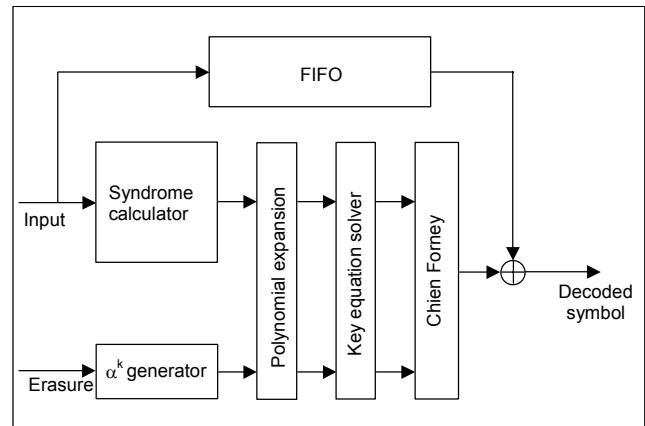 FIFO
Syndrome
calculator
Input
Polynomial expansion
Key equation solver
Chien Forney
Decoded
symbol
α^k generator
Erasure